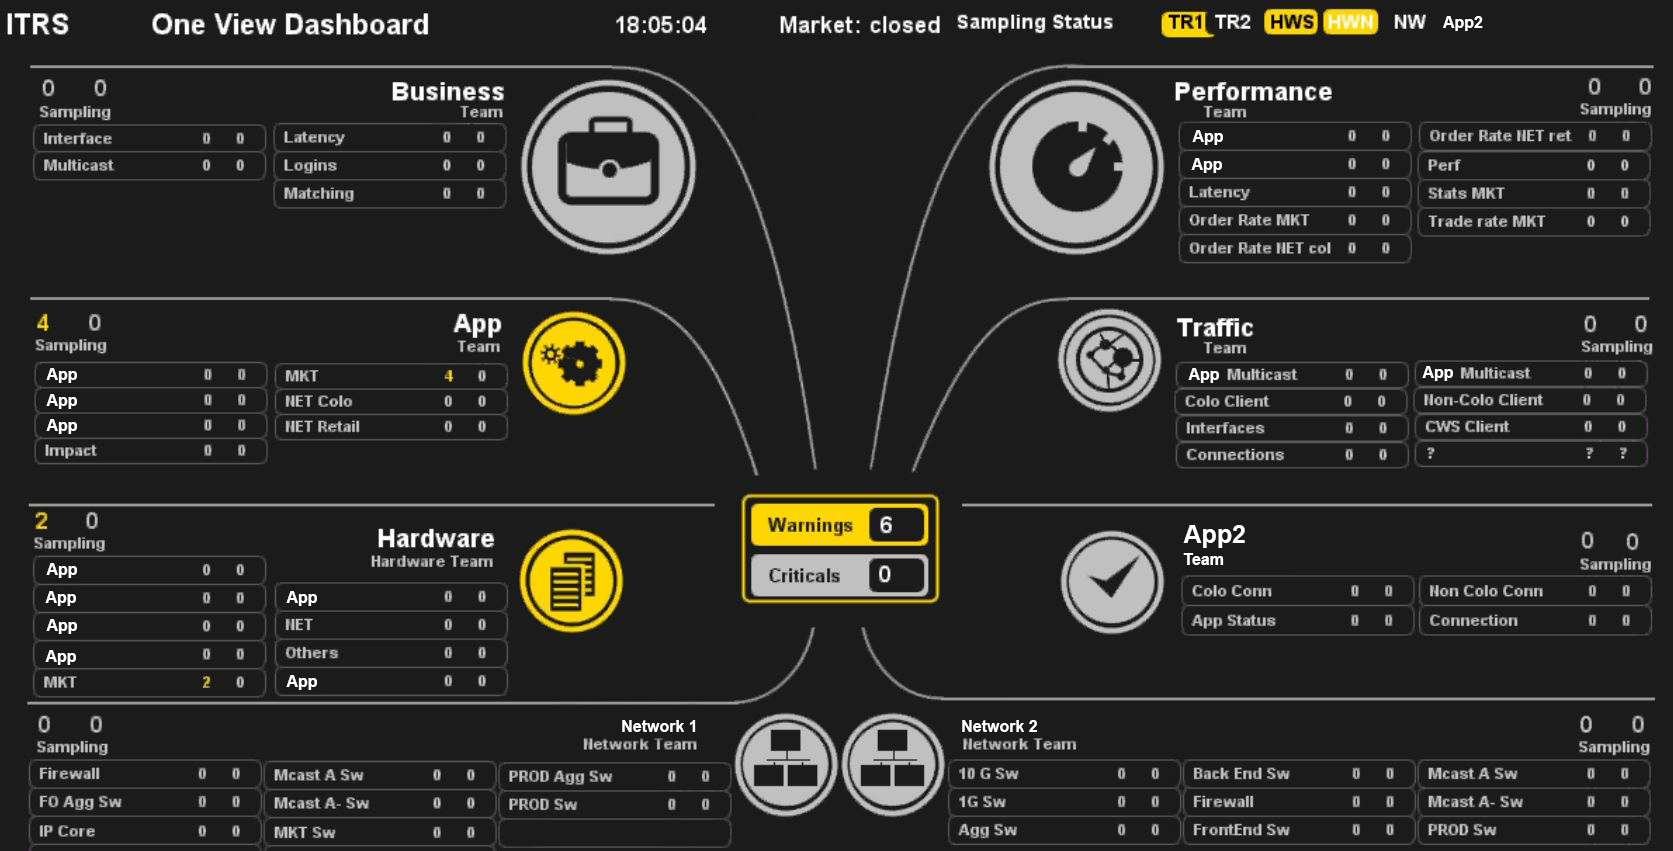 ITRS One View Dashboard 18:05:04 Market: closed Sampling Status TR1 TR2 HWS HWN NW App2
0 0
Sampling
Business
Team
Interface 0 0
Multicast 0 0
Latency 0 0
Logins 0 0
Matching 0 0
Performance
Team
0 0
Sampling
App 0 0
App 0 0
Latency 0 0
Order Rate MKT 0 0
Order Rate NET col 0 0
Order Rate NET ret 0 0
Perf 0 0
Stats MKT 0 0
Trade rate MKT 0 0
4 0
Sampling
App
Team
App 0 0
App 0 0
App 0 0
Impact 0 0
MKT 4 0
NET Colo 0 0
NET Retail 0 0
Traffic
Team
0 0
Sampling
App Multicast 0 0
Colo Client 0 0
Interfaces 0 0
Connections 0 0
App Multicast 0 0
Non-Colo Client 0 0
CWS Client 0 0
? ? ?
2 0
Sampling
Hardware
Hardware Team
App 0 0
App 0 0
App 0 0
App 0 0
MKT 2 0
App 0 0
NET 0 0
Others 0 0
App 0 0
Warnings 6
Criticals 0
App2
Team
0 0
Sampling
Colo Conn 0 0
App Status 0 0
Non Colo Conn 0 0
Connection 0 0
0 0
Sampling
Network 1
Network Team
Firewall 0 0
FO Agg Sw 0 0
IP Core 0 0
Mcast A Sw 0 0
Mcast A- Sw 0 0
MKT Sw 0 0
PROD Agg Sw 0 0
PROD Sw 0 0
Network 2
Network Team
0 0
Sampling
10 G Sw 0 0
1G Sw 0 0
Agg Sw 0 0
Back End Sw 0 0
Firewall 0 0
FrontEnd Sw 0 0
Mcast A Sw 0 0
Mcast A- Sw 0 0
PROD Sw 0 0